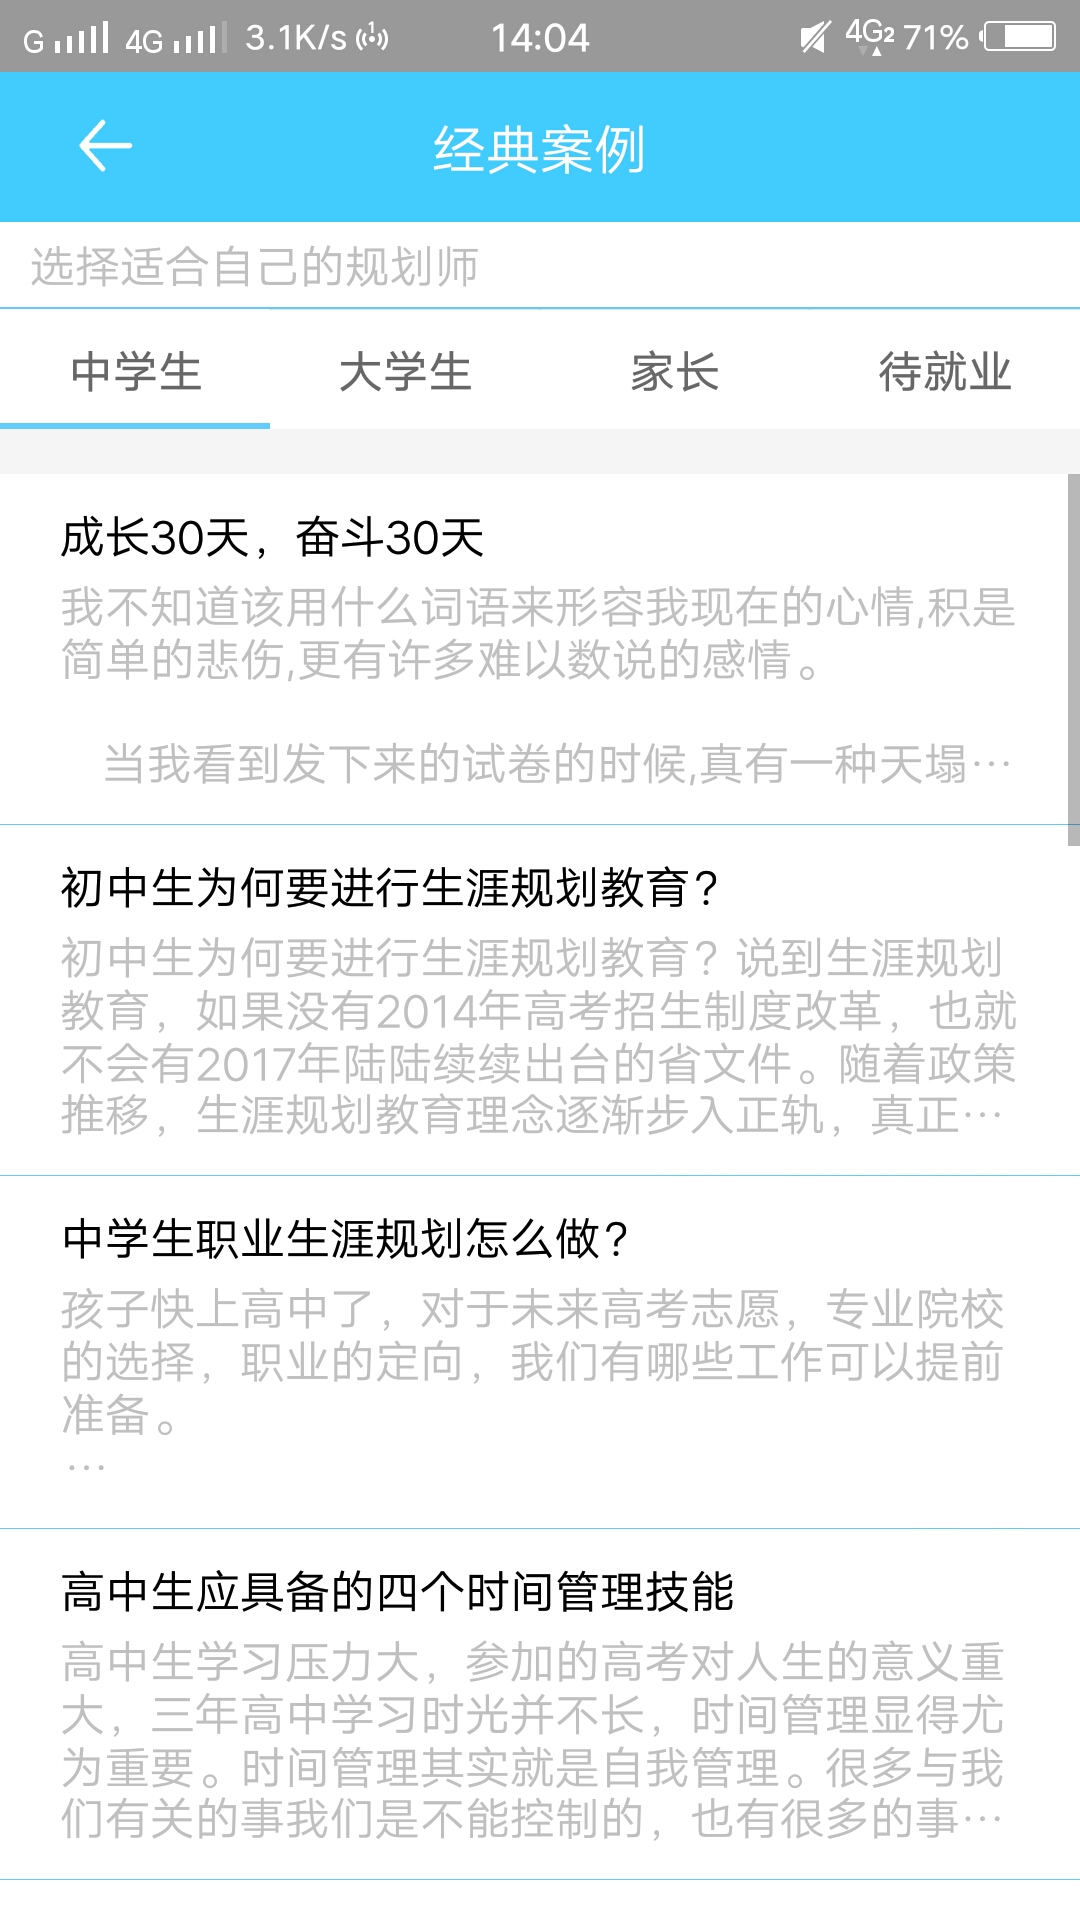 G 4G 3.1K/s 14:04 4G2 71%
经典案例
选择适合自己的规划师
中学生 大学生 家长 待就业
成长30天，奋斗30天
我不知道该用什么词语来形容我现在的心情,积是
简单的悲伤,更有许多难以数说的感情。
当我看到发下来的试卷的时候,真有一种天塌…
初中生为何要进行生涯规划教育?
初中生为何要进行生涯规划教育? 说到生涯规划
教育，如果没有2014年高考招生制度改革，也就
不会有2017年陆陆续续出台的省文件。随着政策
推移，生涯规划教育理念逐渐步入正轨，真正…
中学生职业生涯规划怎么做?
孩子快上高中了，对于未来高考志愿，专业院校
的选择，职业的定向，我们有哪些工作可以提前
准备。
…
高中生应具备的四个时间管理技能
高中生学习压力大，参加的高考对人生的意义重
大，三年高中学习时光并不长，时间管理显得尤
为重要。时间管理其实就是自我管理。很多与我
们有关的事我们是不能控制的，也有很多的事…